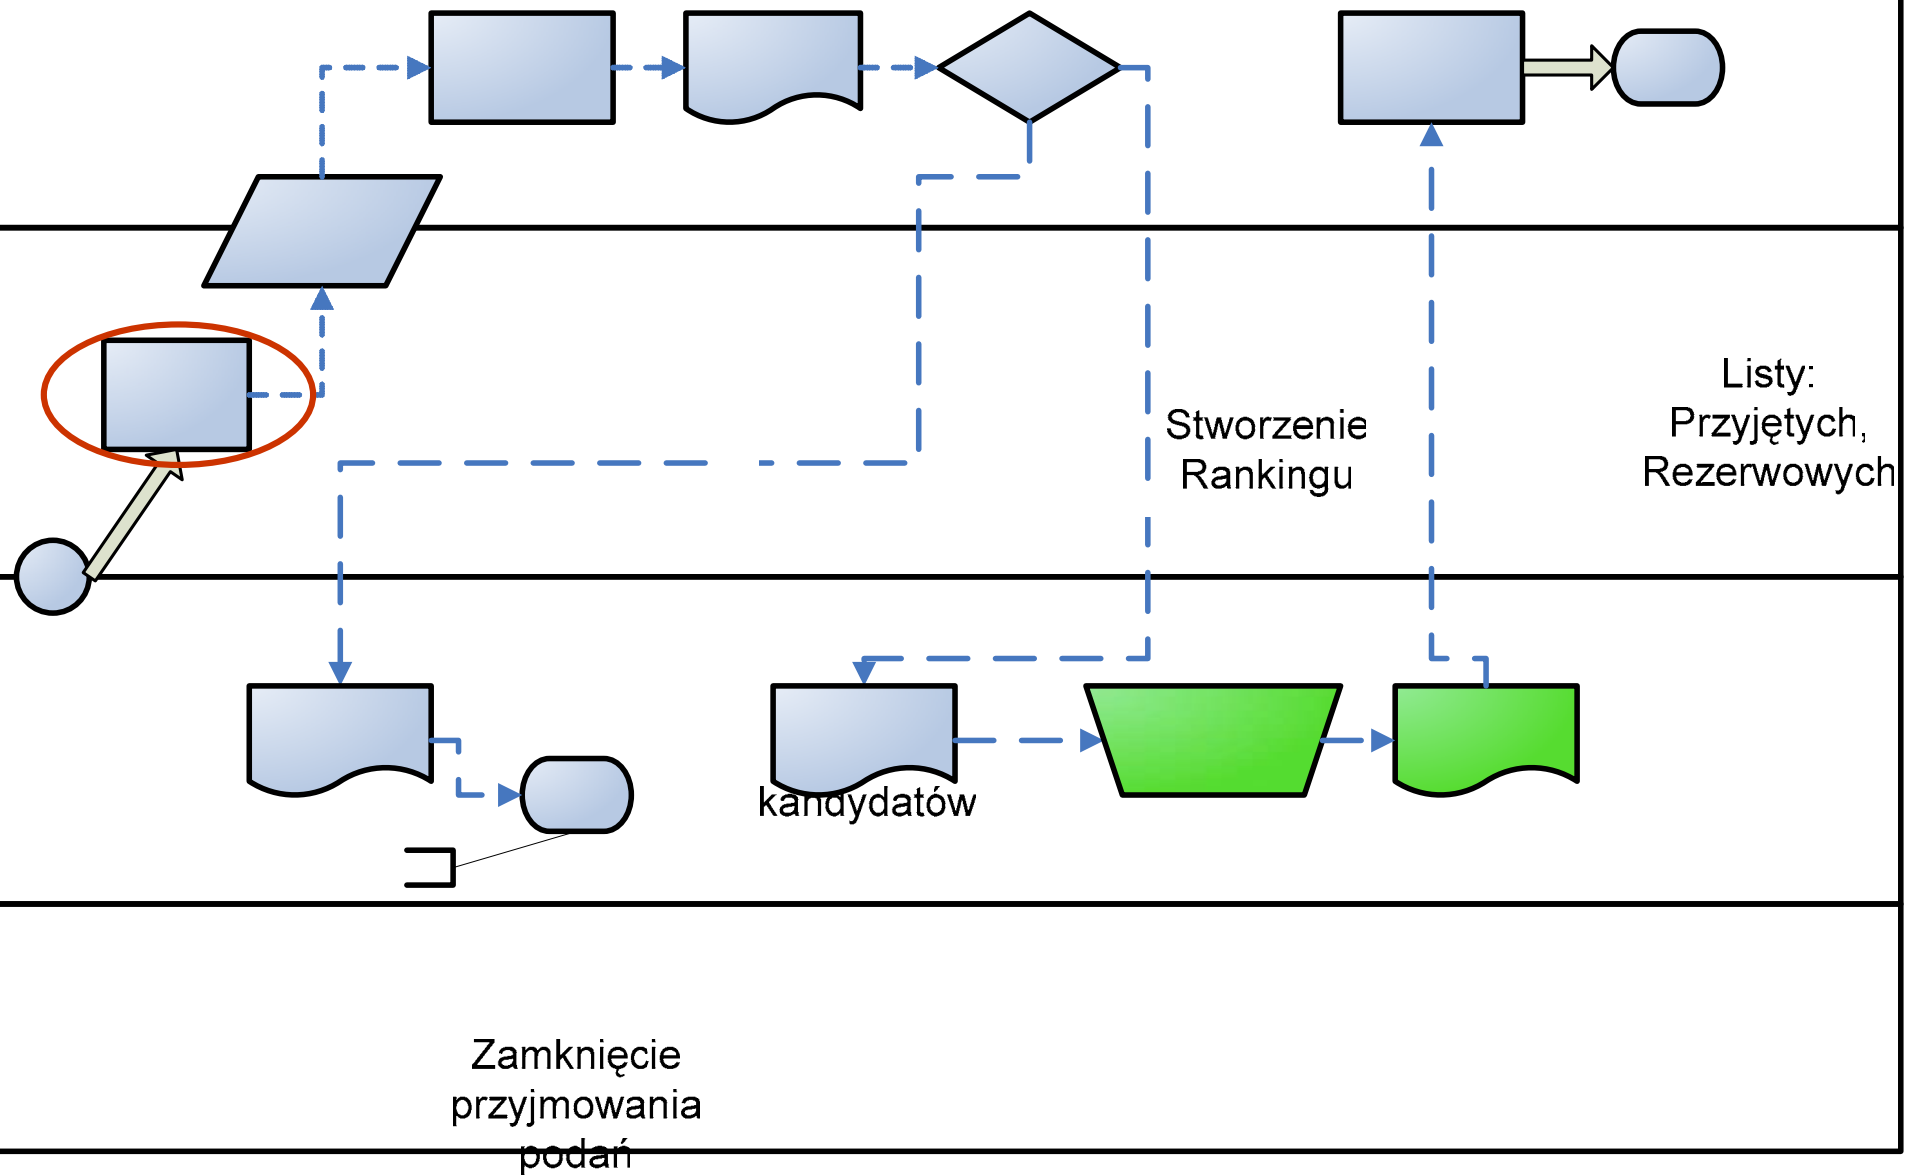 Listy:
Przyjętych,
Rezerwowych
Stworzenie
Rankingu
kandydatów
Zamknięcie
przyjmowania
podań